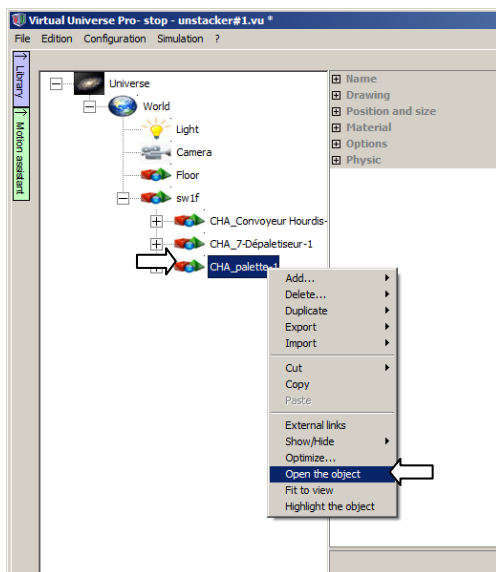 Virtual Universe Pro- stop - unstacker#1.vu *
File Edition Configuration Simulation ?
Library
Motion assistant
Universe
World
Light
Camera
Floor
sw1f
CHA_Convoyeur Hourdis-
CHA_7-Dépaletiseur-1
CHA_palette-1
Name
Drawing
Position and size
Material
Options
Physic
Add...
Delete...
Duplicate
Export
Import
Cut
Copy
Paste
External links
Show/Hide
Optimize...
Open the object
Fit to view
Highlight the object